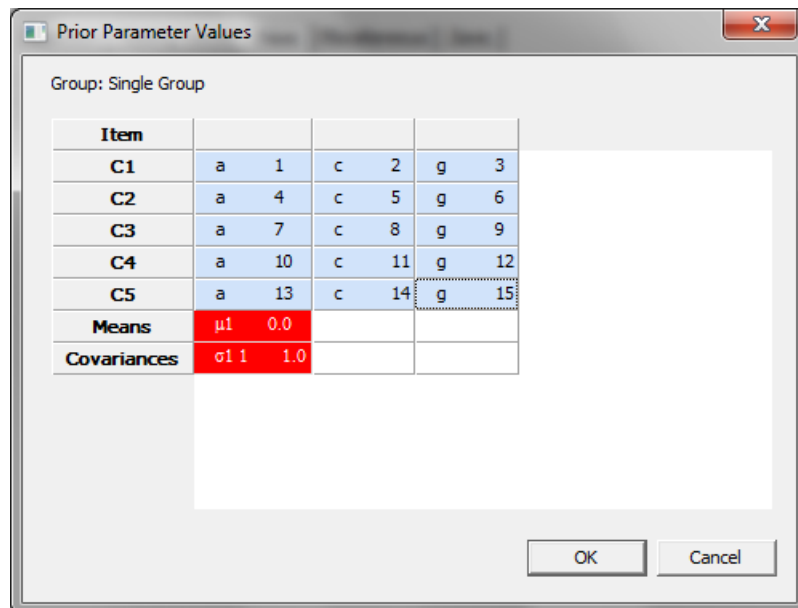 Prior Parameter Values
Group: Single Group
Item
C1 a 1 c 2 g 3
C2 a 4 c 5 g 6
C3 a 7 c 8 g 9
C4 a 10 c 11 g 12
C5 a 13 c 14 g 15
Means μ1 0.0
Covariances σ1 1 1.0
OK Cancel